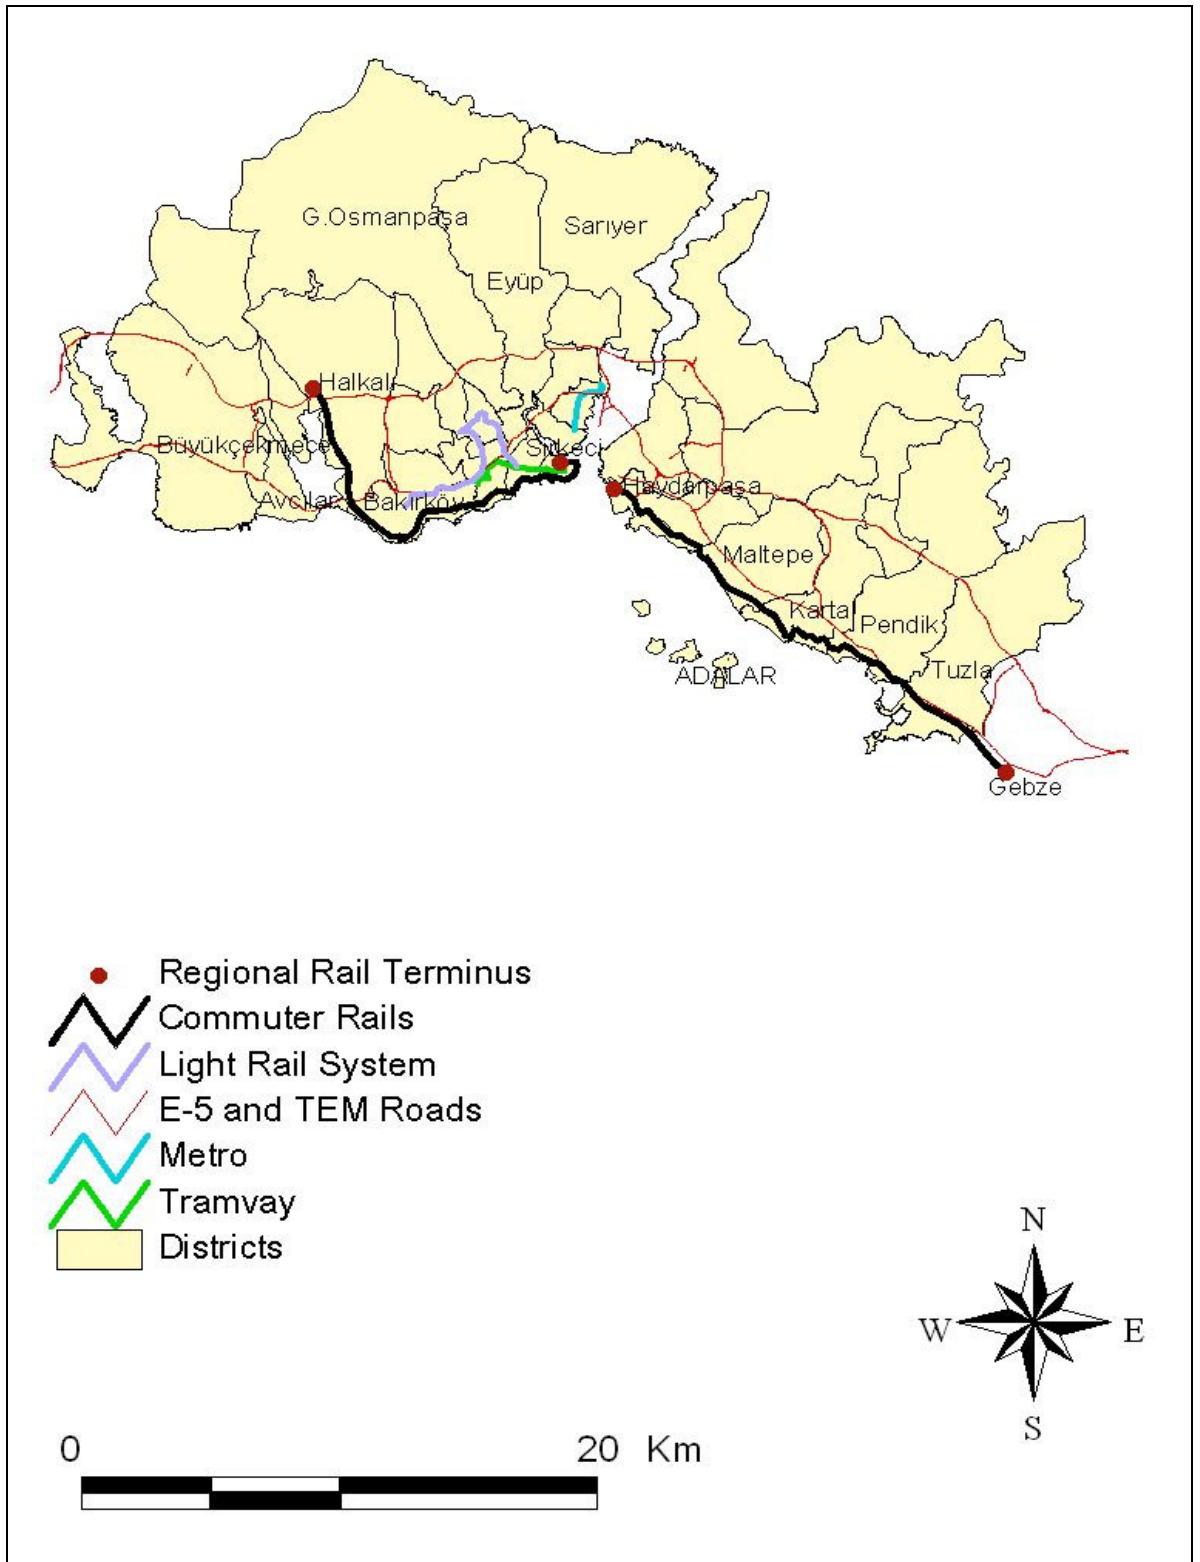 G.Osmanpaşa
Sarıyer
Eyüp
Halkalı
Büyükçekmece
Sirkeci
Avcılar
Bakırköy
Haydarpaşa
Maltepe
Kartal
Pendik
Tuzla
ADALAR
Gebze
Regional Rail Terminus
Commuter Rails
Light Rail System
E-5 and TEM Roads
Metro
Tramvay
Districts
N
W
E
S
0
20 Km